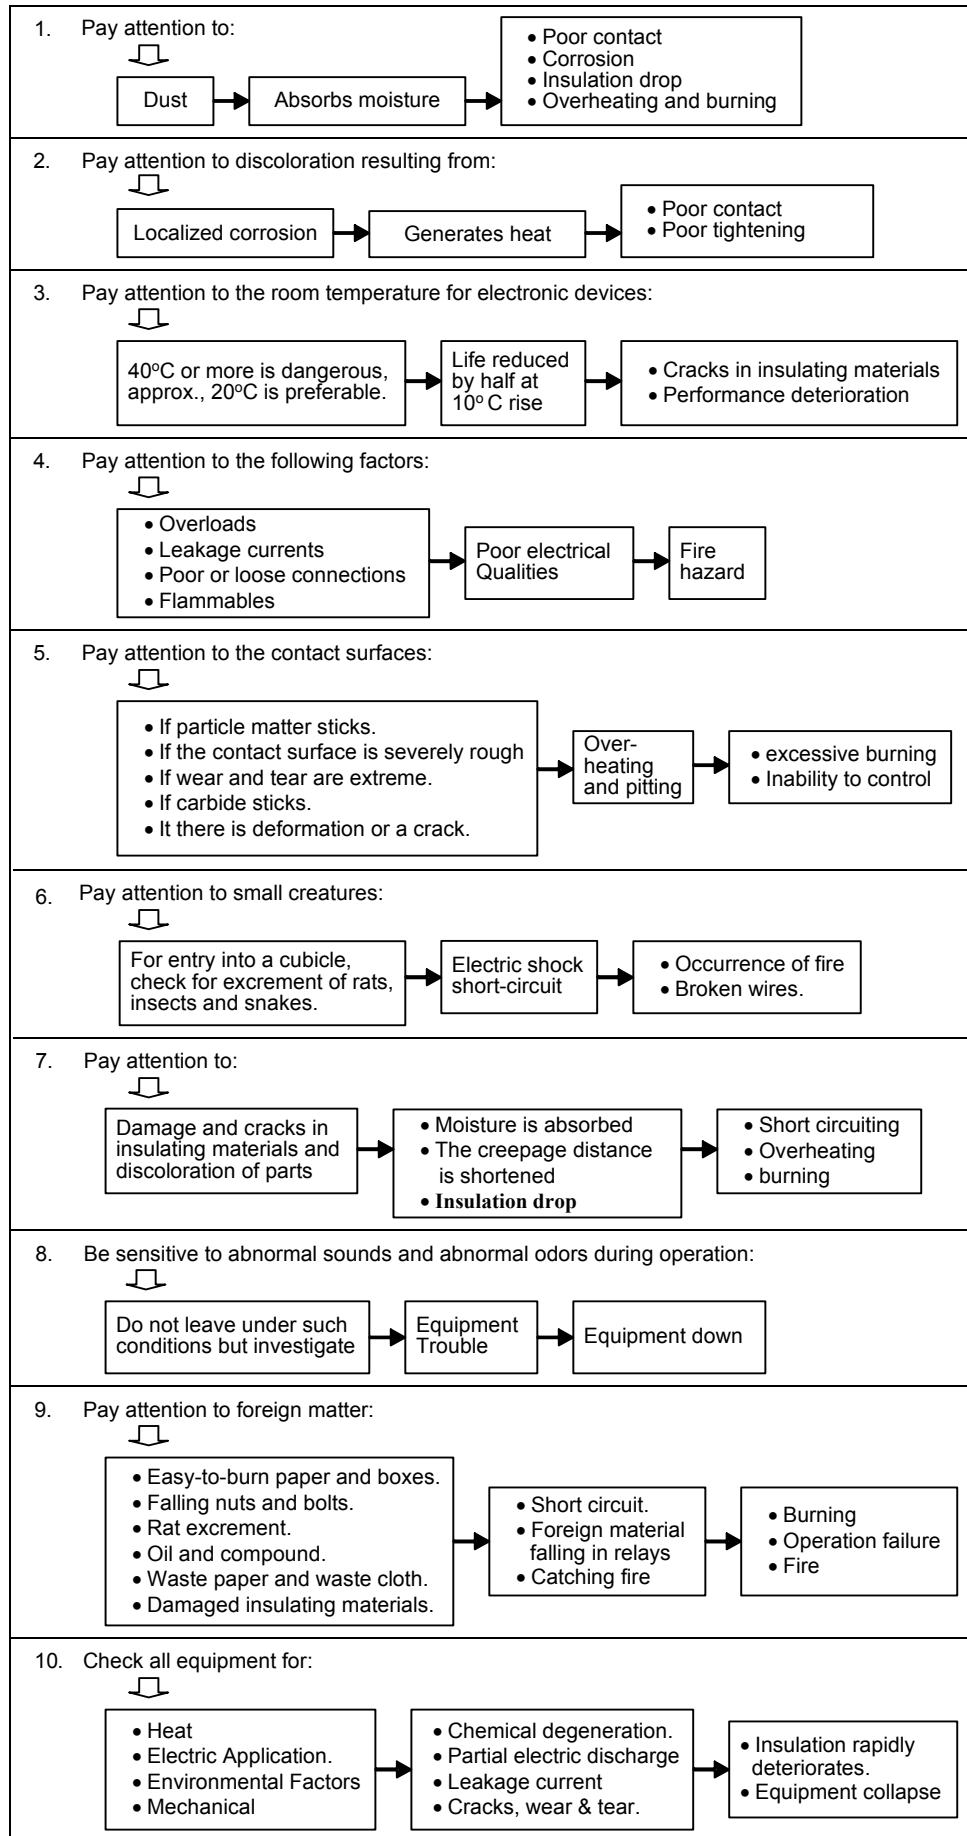 1. Pay attention to:
Dust
Absorbs moisture
• Poor contact
• Corrosion
• Insulation drop
• Overheating and burning
2. Pay attention to discoloration resulting from:
Localized corrosion
Generates heat
• Poor contact
• Poor tightening
3. Pay attention to the room temperature for electronic devices:
40ºC or more is dangerous,
approx., 20ºC is preferable.
Life reduced
by half at
10º C rise
• Cracks in insulating materials
• Performance deterioration
4. Pay attention to the following factors:
• Overloads
• Leakage currents
• Poor or loose connections
• Flammables
Poor electrical
Qualities
Fire
hazard
5. Pay attention to the contact surfaces:
• If particle matter sticks.
• If the contact surface is severely rough
• If wear and tear are extreme.
• If carbide sticks.
• It there is deformation or a crack.
Over-
heating
and pitting
• excessive burning
• Inability to control
6. Pay attention to small creatures:
For entry into a cubicle,
check for excrement of rats,
insects and snakes.
Electric shock
short-circuit
• Occurrence of fire
• Broken wires.
7. Pay attention to:
Damage and cracks in
insulating materials and
discoloration of parts
• Moisture is absorbed
• The creepage distance
is shortened
• Insulation drop
• Short circuiting
• Overheating
• burning
8. Be sensitive to abnormal sounds and abnormal odors during operation:
Do not leave under such
conditions but investigate
Equipment
Trouble
Equipment down
9. Pay attention to foreign matter:
• Easy-to-burn paper and boxes.
• Falling nuts and bolts.
• Rat excrement.
• Oil and compound.
• Waste paper and waste cloth.
• Damaged insulating materials.
• Short circuit.
• Foreign material
falling in relays
• Catching fire
• Burning
• Operation failure
• Fire
10. Check all equipment for:
• Heat
• Electric Application.
• Environmental Factors
• Mechanical
• Chemical degeneration.
• Partial electric discharge
• Leakage current
• Cracks, wear & tear.
• Insulation rapidly
deteriorates.
• Equipment collapse